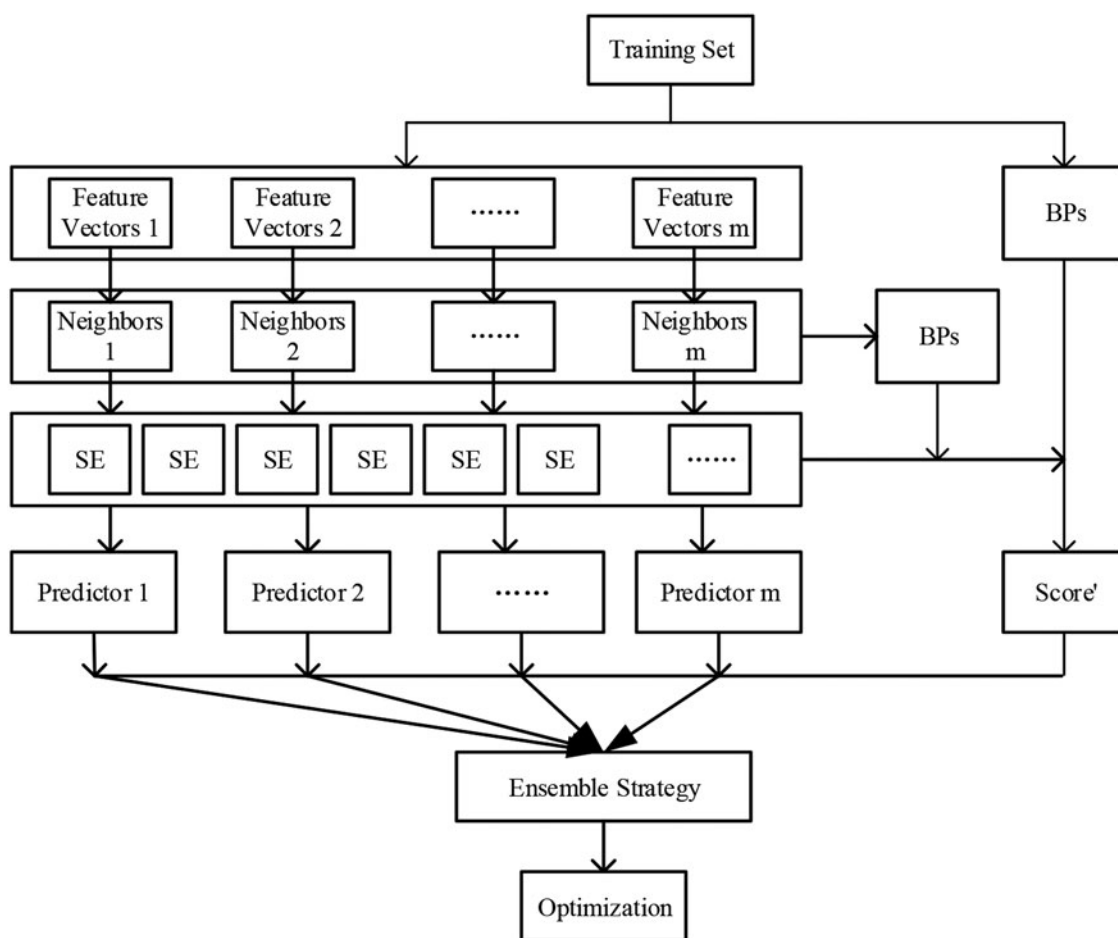 Training Set
Feature
Vectors 1
Feature
Vectors 2
……
Feature
Vectors m
BPs
Neighbors
1
Neighbors
2
……
Neighbors
m
BPs
SE
SE
SE
SE
SE
SE
……
Predictor 1
Predictor 2
……
Predictor m
Score'
Ensemble Strategy
Optimization